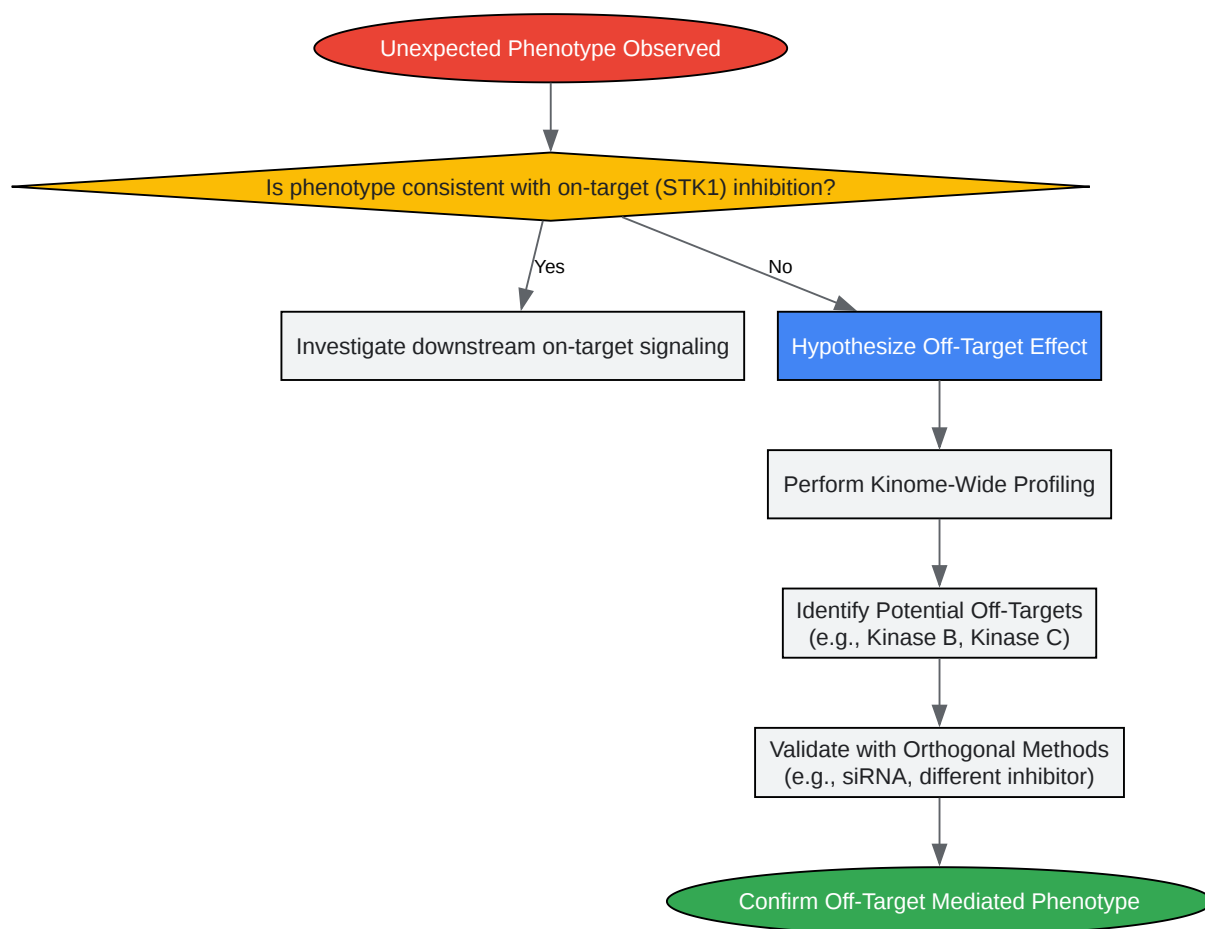 Unexpected Phenotype Observed
Is phenotype consistent with on-target (STK1) inhibition?
Yes
No
Investigate downstream on-target signaling
Hypothesize Off-Target Effect
Perform Kinome-Wide Profiling
Identify Potential Off-Targets
(e.g., Kinase B, Kinase C)
Validate with Orthogonal Methods
(e.g., siRNA, different inhibitor)
Confirm Off-Target Mediated Phenotype